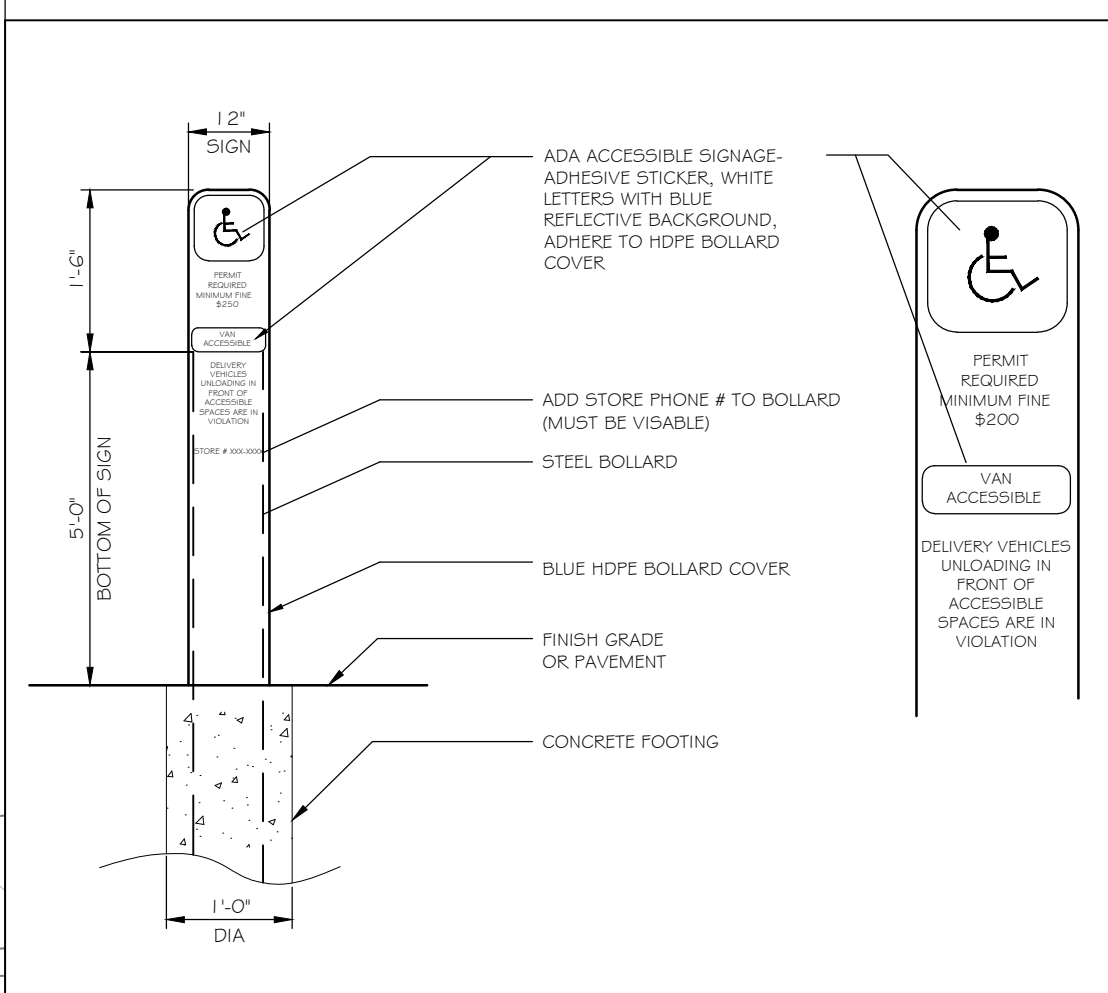 12"
SIGN
1'-6"
5'-0"
BOTTOM OF SIGN
PERMIT
REQUIRED
MINIMUM FINE
$250
VAN
ACCESSIBLE
DELIVERY
VEHICLES
UNLOADING IN
FRONT OF
ACCESSIBLE
SPACES ARE IN
VIOLATION
STORE # XXX-XXXX
ADA ACCESSIBLE SIGNAGE-
ADHESIVE STICKER, WHITE
LETTERS WITH BLUE
REFLECTIVE BACKGROUND,
ADHERE TO HDPE BOLLARD
COVER
ADD STORE PHONE # TO BOLLARD
(MUST BE VISABLE)
STEEL BOLLARD
BLUE HDPE BOLLARD COVER
FINISH GRADE
OR PAVEMENT
CONCRETE FOOTING
1'-0"
DIA
PERMIT
REQUIRED
MINIMUM FINE
$200
VAN
ACCESSIBLE
DELIVERY VEHICLES
UNLOADING IN
FRONT OF
ACCESSIBLE
SPACES ARE IN
VIOLATION